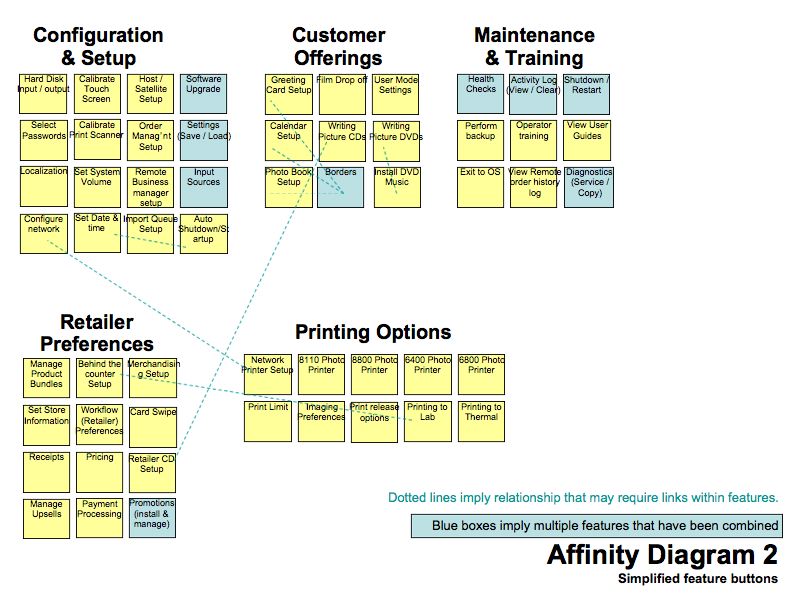 Configuration
& Setup
Hard Disk
Input / output
Calibrate
Touch
Screen
Host /
Satellite
Setup
Software
Upgrade
Select
Passwords
Calibrate
Print Scanner
Order
Manag`nt
Setup
Settings
(Save / Load)
Localization
Set System
Volume
Remote
Business
manager
setup
Input
Sources
Configure
network
Set Date &
time
Import Queue
Setup
Auto
Shutdown/St
artup
Customer
Offerings
Greeting
Card Setup
Film Drop off
User Mode
Settings
Calendar
Setup
Writing
Picture CDs
Writing
Picture DVDs
Photo Book
Setup
Borders
Install DVD
Music
Maintenance
& Training
Health
Checks
Activity Log
(View / Clear)
Shutdown /
Restart
Perform
backup
Operator
training
View User
Guides
Exit to OS
View Remote
order history
log
Diagnostics
(Service /
Copy)
Retailer
Preferences
Manage
Product
Bundles
Behind the
counter
Setup
Merchandisin
g Setup
Set Store
Information
Workflow
(Retailer)
Preferences
Card Swipe
Receipts
Pricing
Retailer CD
Setup
Manage
Upsells
Payment
Processing
Promotions
(install &
manage)
Printing Options
Network
Printer Setup
8110 Photo
Printer
8800 Photo
Printer
6400 Photo
Printer
6800 Photo
Printer
Print Limit
Imaging
Preferences
Print release
options
Printing to
Lab
Printing to
Thermal
Dotted lines imply relationship that may require links within features.
Blue boxes imply multiple features that have been combined
Affinity Diagram 2
Simplified feature buttons